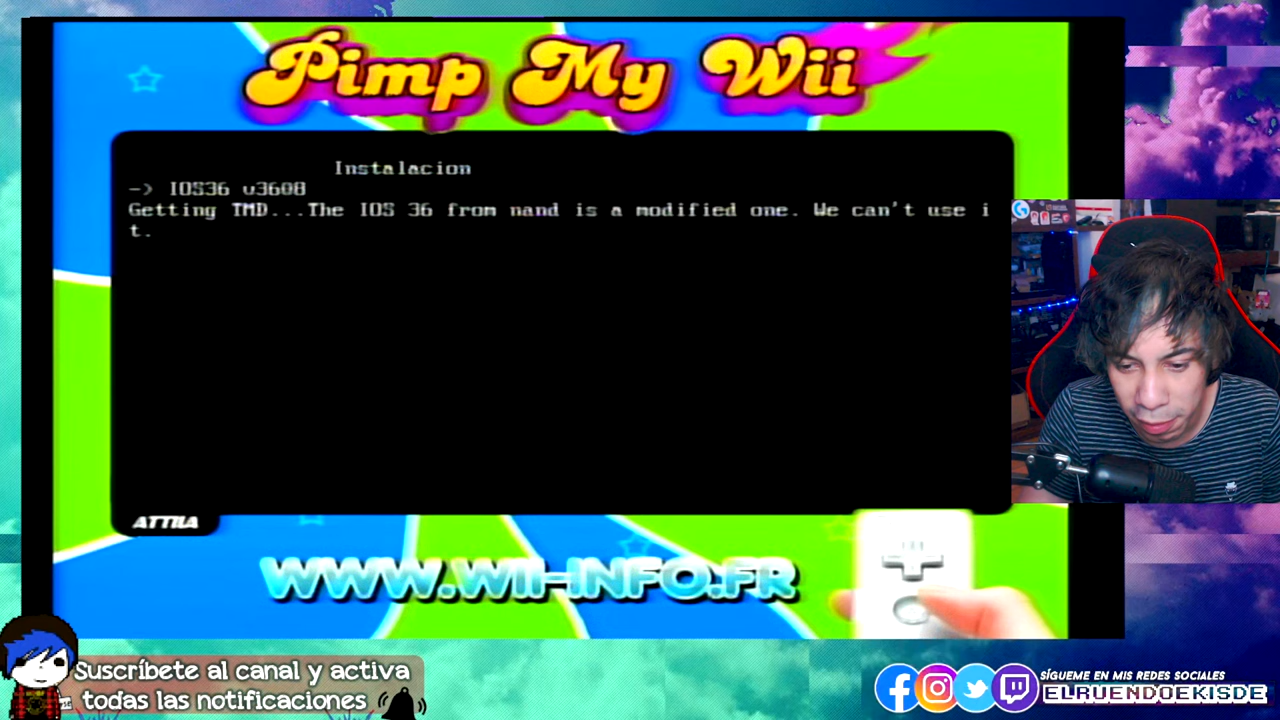 Pimp My Wii
Instalacion
-> IOS36 v3608
Getting TMD...The IOS 36 from nand is a modified one. We can't use i
t.
ATTILA
WWW.WII-INFO.FR
Suscríbete al canal y activa
todas las notificaciones
SÍGUEME EN MIS REDES SOCIALES
ELRUENDOEKISDE